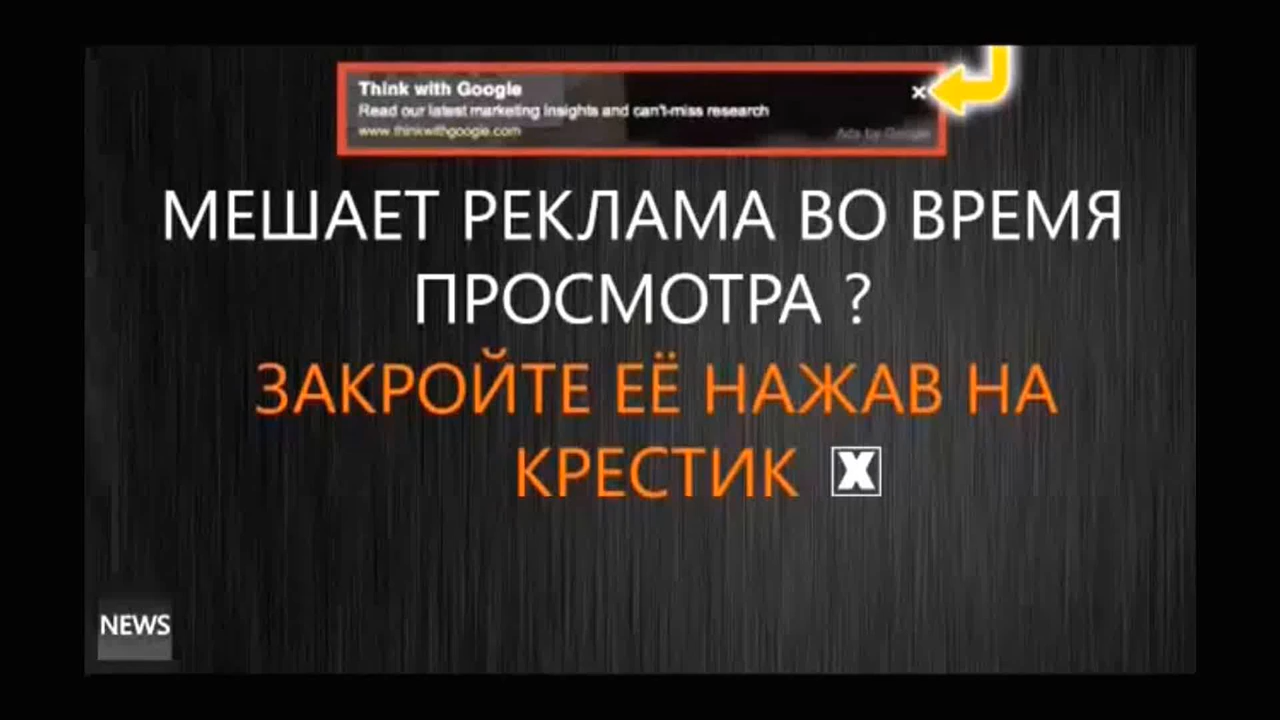 Think with Google
Read our latest marketing insights and can't-miss research
www.thinkwithgoogle.com
Ads by Google
МЕШАЕТ РЕКЛАМА ВО ВРЕМЯ
ПРОСМОТРА ?
ЗАКРОЙТЕ ЕЁ НАЖАВ НА
КРЕСТИК X
NEWS